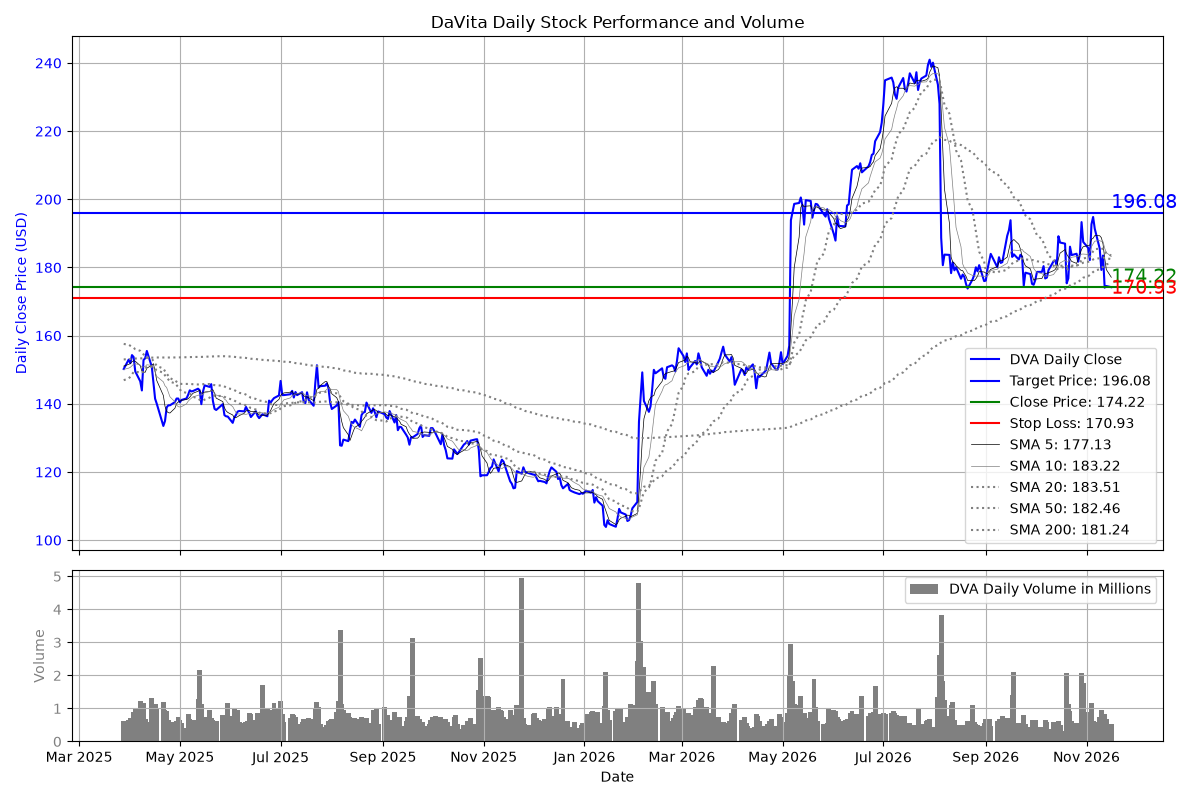 DaVita Daily Stock Performance and Volume
Daily Close Price (USD)
240
220
200
180
160
140
120
100
196.08
174.22
170.93
DVA Daily Close
Target Price: 196.08
Close Price: 174.22
Stop Loss: 170.93
SMA 5: 177.13
SMA 10: 183.22
SMA 20: 183.51
SMA 50: 182.46
SMA 200: 181.24
Volume
5
4
3
2
1
0
DVA Daily Volume in Millions
Mar 2025 May 2025 Jul 2025 Sep 2025 Nov 2025 Jan 2026 Mar 2026 May 2026 Jul 2026 Sep 2026 Nov 2026
Date